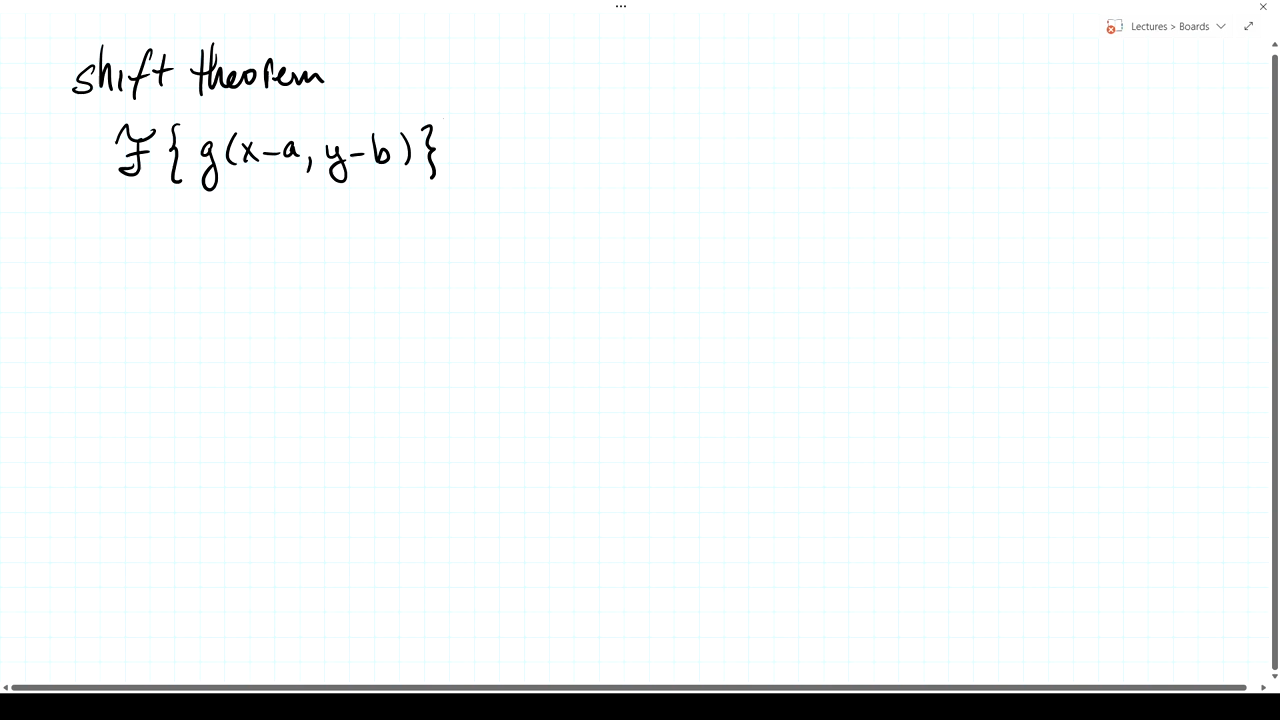 Lectures > Boards
shift theorem
ℱ{ g(x-a, y-b) }